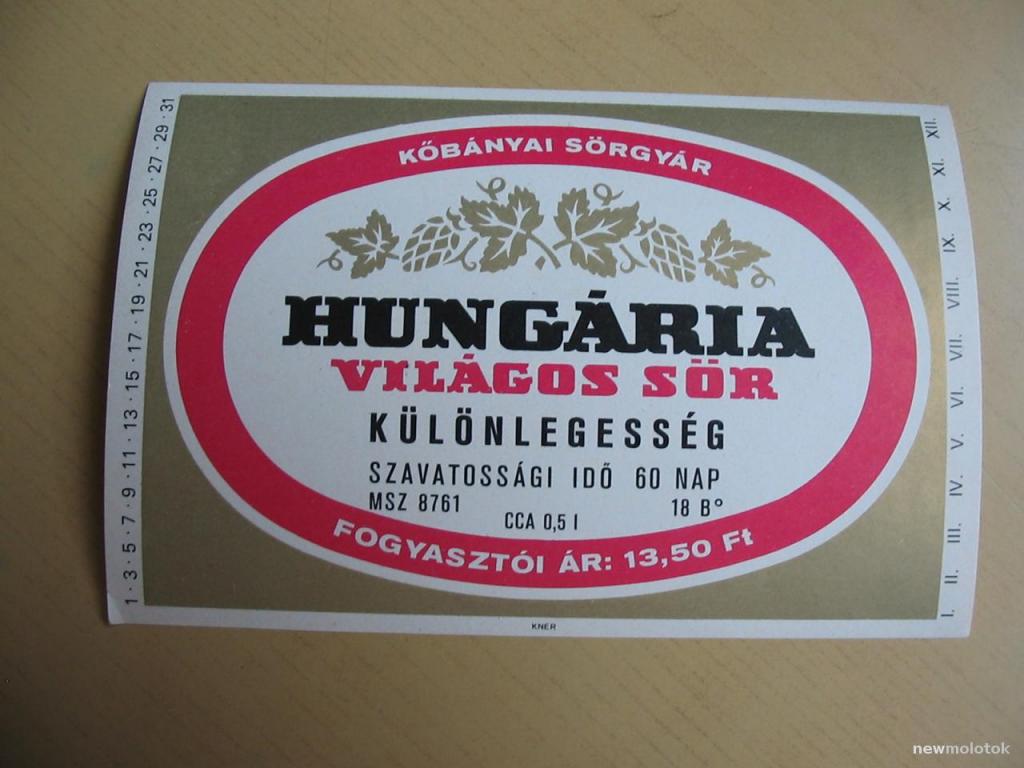 KŐBÁNYAI SÖRGYÁR
HUNGÁRIA
VILÁGOS SÖR
KÜLÖNLEGESSÉG
SZAVATOSSÁGI IDŐ 60 NAP
MSZ 8761 18 B°
CCA 0,5 l
FOGYASZTÓI ÁR: 13,50 Ft
KNER
1 · 3 · 5 · 7 · 9 · 11 · 13 · 15 · 17 · 19 · 21 · 23 · 25 · 27 · 29 · 31
I. II. III. IV. V. VI. VII. VIII. IX. X. XI. XII.
newmolotok